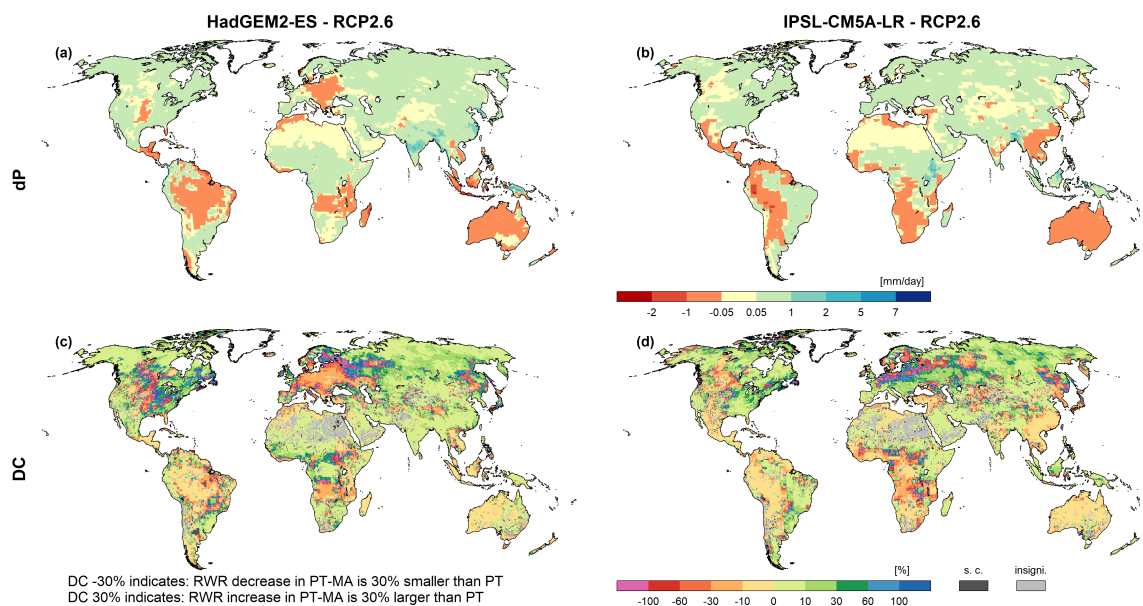 HadGEM2-ES - RCP2.6
IPSL-CM5A-LR - RCP2.6
(a)
(b)
dP
[mm/day]
-2 -1 -0.05 0.05 1 2 5 7
(c)
(d)
DC
DC -30% indicates: RWR decrease in PT-MA is 30% smaller than PT
DC 30% indicates: RWR increase in PT-MA is 30% larger than PT
[%]
s. c.
insigni.
-100 -60 -30 -10 0 10 30 60 100